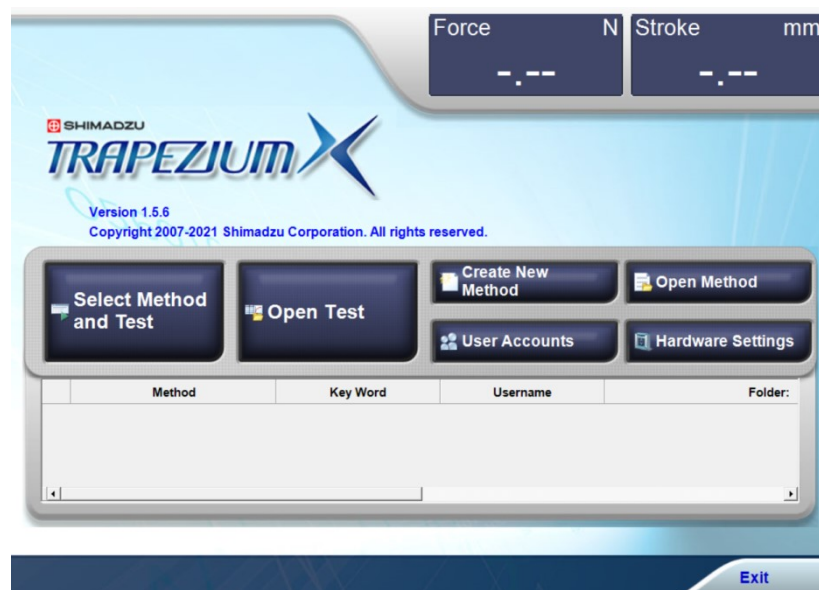 Force N Stroke mm
-.-- -.--
SHIMADZU
TRAPEZIUM X
Version 1.5.6
Copyright 2007-2021 Shimadzu Corporation. All rights reserved.
Select Method
and Test
Open Test
Create New
Method
Open Method
User Accounts
Hardware Settings
Method Key Word Username Folder:
Exit